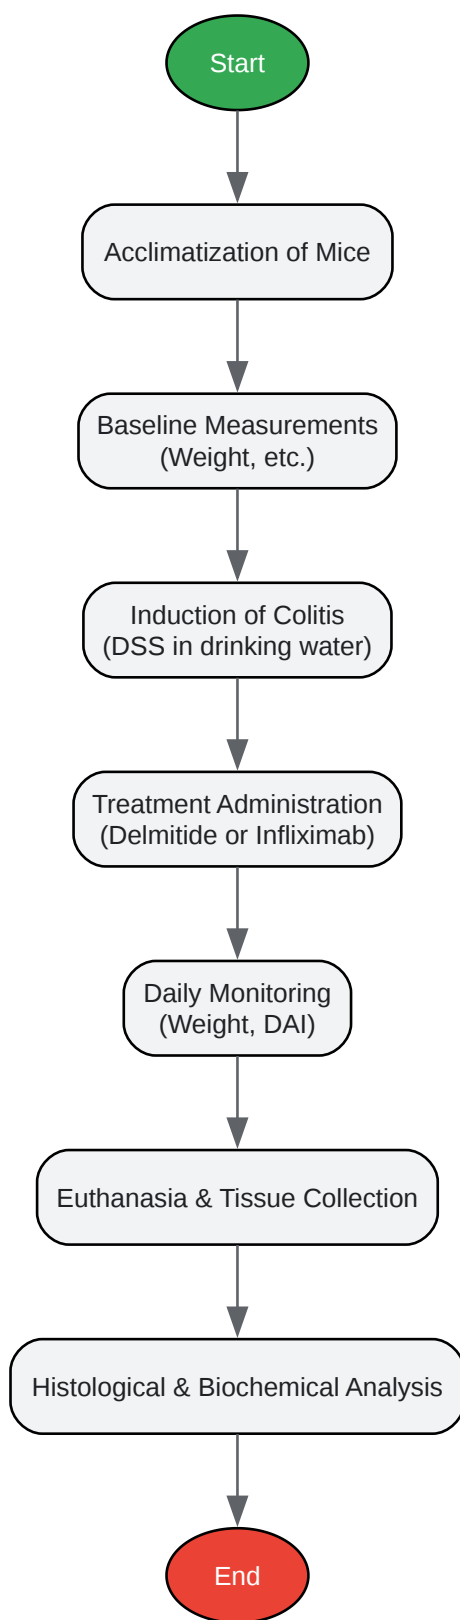 Start
Acclimatization of Mice
Baseline Measurements
(Weight, etc.)
Induction of Colitis
(DSS in drinking water)
Treatment Administration
(Delmitide or Infliximab)
Daily Monitoring
(Weight, DAI)
Euthanasia & Tissue Collection
Histological & Biochemical Analysis
End